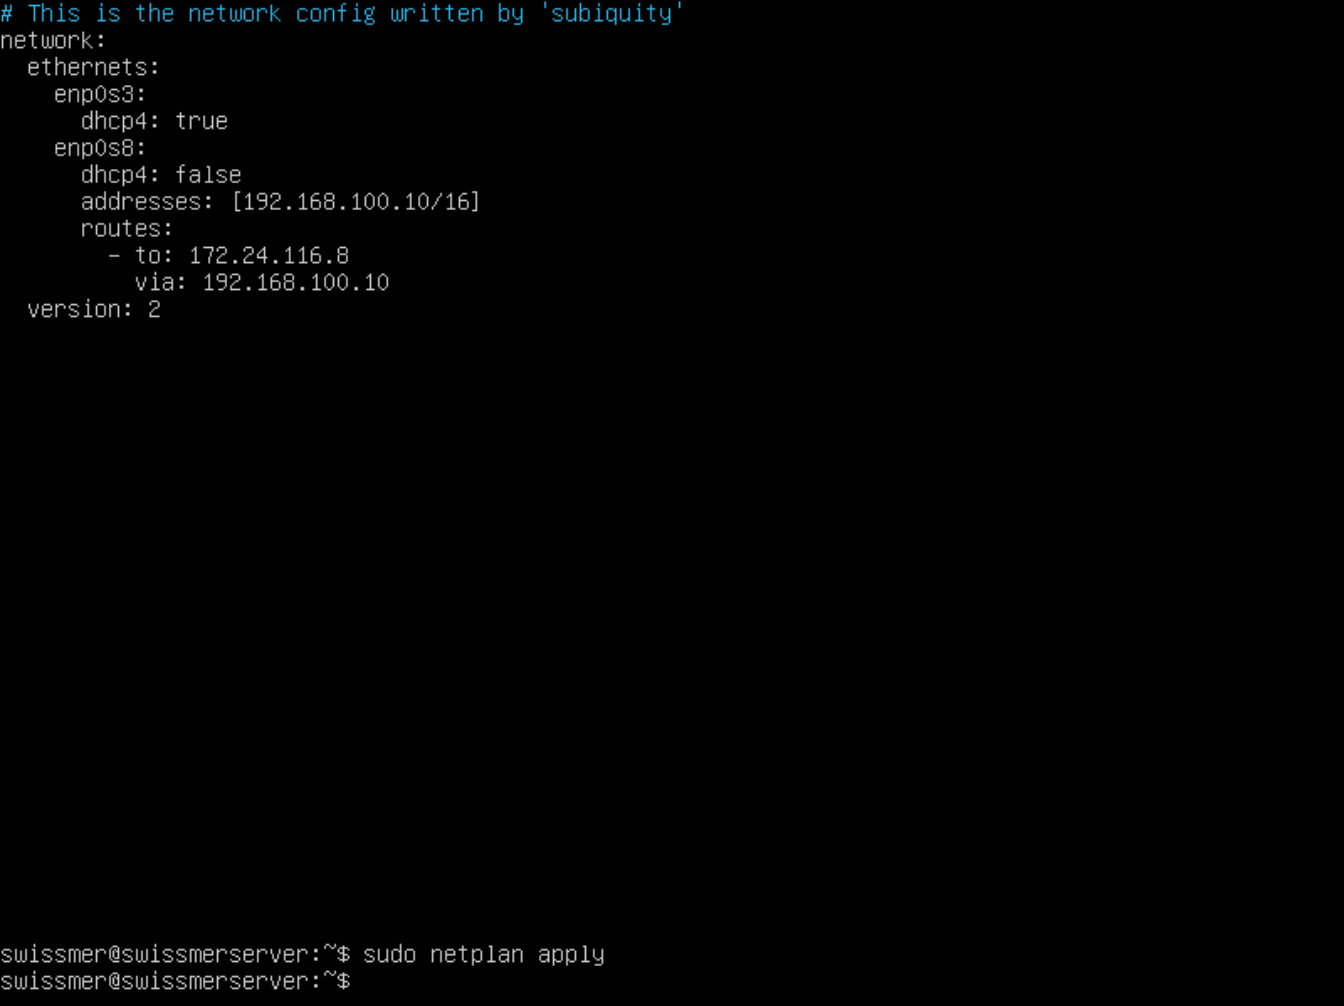 # This is the network config written by 'subiquity'
network:
  ethernets:
    enp0s3:
      dhcp4: true
    enp0s8:
      dhcp4: false
      addresses: [192.168.100.10/16]
      routes:
        - to: 172.24.116.8
          via: 192.168.100.10
  version: 2
swissmer@swissmerserver:~$ sudo netplan apply
swissmer@swissmerserver:~$